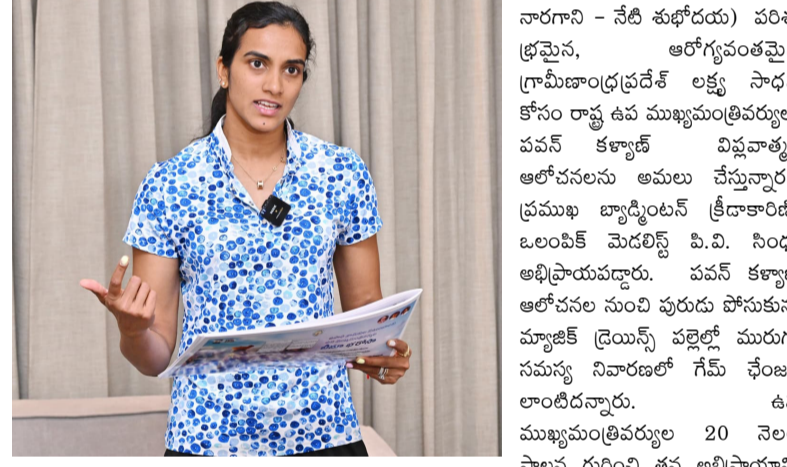 నారగాని – నేటి శుభోదయ) పరిశ
భ్రమైన, ఆరోగ్యవంతమై
గ్రామీణాంధ్రప్రదేశ్ లక్ష్య సాధ
కోసం రాష్ట్ర ఉప ముఖ్యమంత్రివర్యుల
పవన్ కళ్యాణ్ విప్లవాత్మ
ఆలోచనలను అమలు చేస్తున్నార
ప్రముఖ బ్యాడ్మింటన్ క్రీడాకారిణి
ఒలంపిక్ మెడలిస్ట్ పి.వి. సింధ
అభిప్రాయపడ్డారు. పవన్ కళ్యా
ఆలోచనల నుంచి పురుడు పోసుకు
మ్యాజిక్ డ్రెయిన్స్ పల్లెల్లో మురుగ
సమస్య నివారణలో గేమ్ ఛేంజ
లాంటిదన్నారు. ఉ
ముఖ్యమంత్రివర్యుల 20 నెల